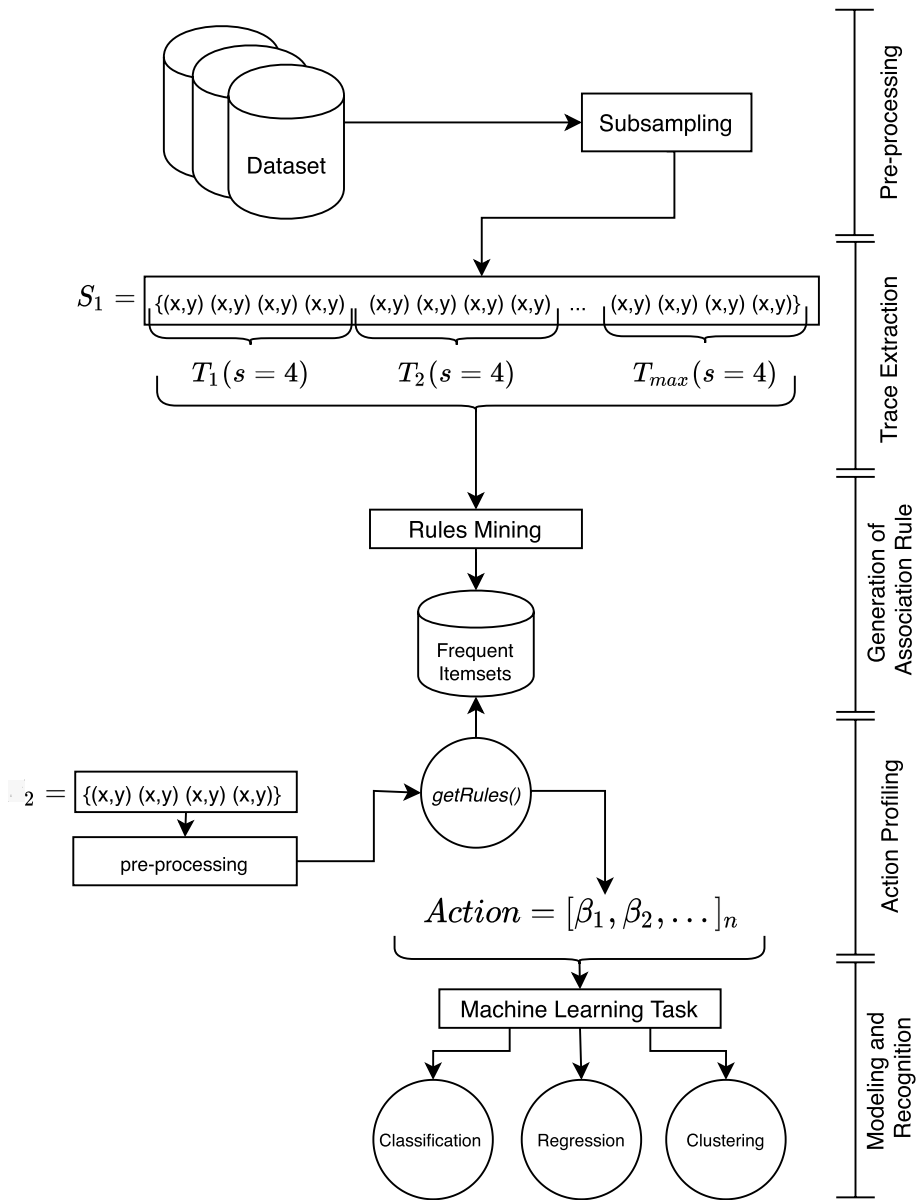 Pre-processing
Dataset
Subsampling
Trace Extraction
S₁ = {(x,y) (x,y) (x,y) (x,y) (x,y) (x,y) (x,y) (x,y) ... (x,y) (x,y) (x,y) (x,y)}
T₁(s = 4) T₂(s = 4) Tₘₐₓ(s = 4)
Generation of
Association Rule
Rules Mining
Frequent
Itemsets
Action Profiling
₂ = {(x,y) (x,y) (x,y) (x,y)}
getRules()
pre-processing
Action = [β₁, β₂, . . . ]ₙ
Modeling and
Recognition
Machine Learning Task
Classification Regression Clustering